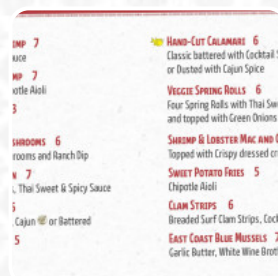 IMP 7
uce
MP 7
potle Aioli
3
SHROOMS 6
rooms and Ranch Dip
N 7
, Thai Sweet & Spicy Sauce
5
, Cajun or Battered
5
HAND-CUT CALAMARI 6
Classic battered with Cocktail S
or Dusted with Cajun Spice
VEGGIE SPRING ROLLS 6
Four Spring Rolls with Thai Swe
and topped with Green Onions
SHRIMP & LOBSTER MAC AND C
Topped with Crispy dressed cr
SWEET POTATO FRIES 5
Chipotle Aioli
CLAM STRIPS 6
Breaded Surf Clam Strips, Cock
EAST COAST BLUE MUSSELS 7
Garlic Butter, White Wine Brot